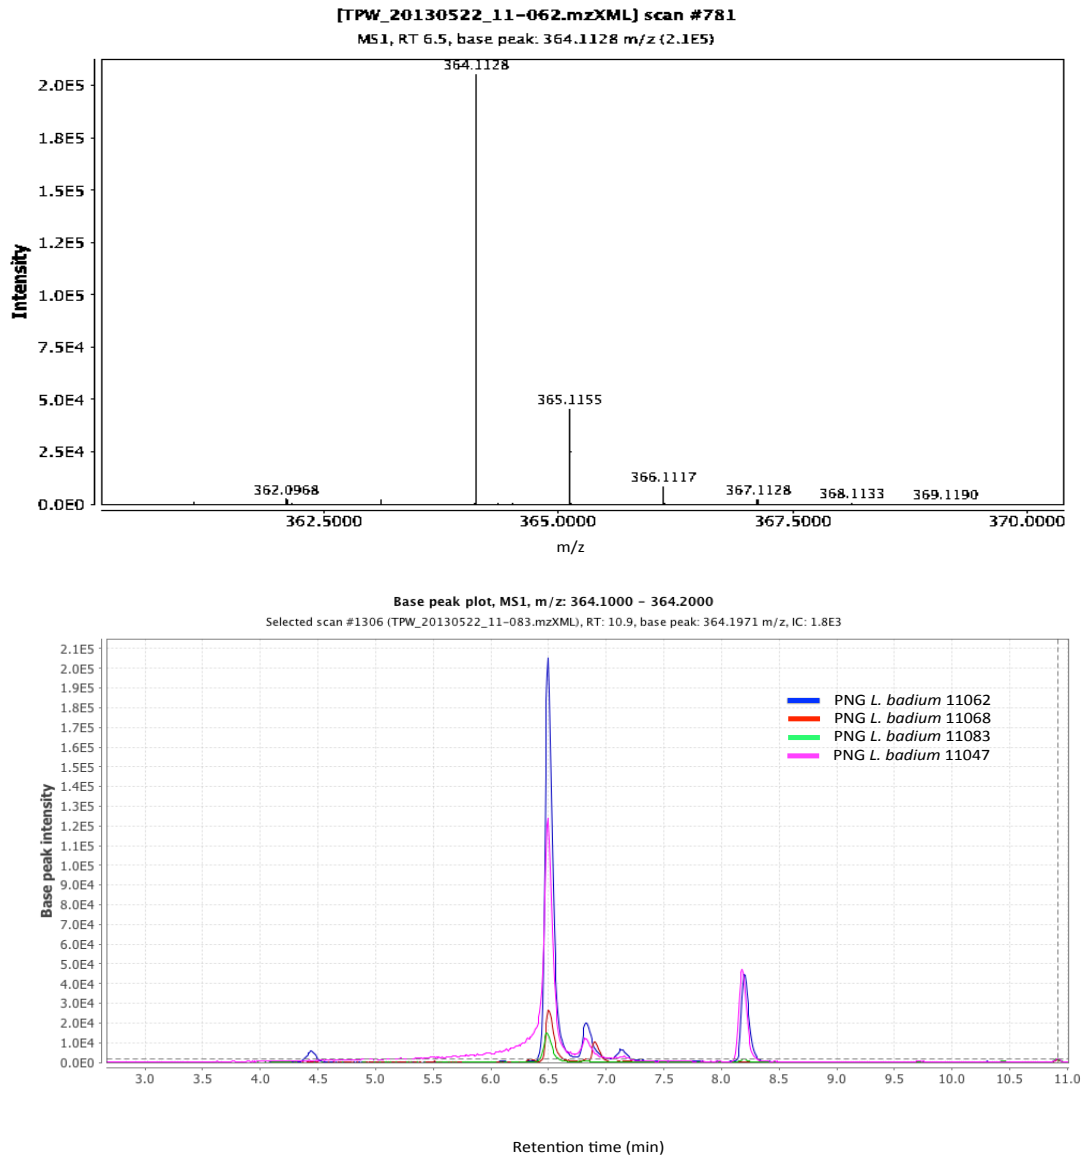 [TPW_20130522_11-062.mzXML] scan #781
MS1, RT 6.5, base peak: 364.1128 m/z (2.1E5)
364.1128
2.0E5
1.8E5
1.5E5
1.2E5
1.0E5
7.5E4
5.0E4
2.5E4
0.0E0
Intensity
365.1155
366.1117
362.0968
367.1128
368.1133
369.1190
362.5000 365.0000 367.5000 370.0000
m/z
Base peak plot, MS1, m/z: 364.1000 - 364.2000
Selected scan #1306 (TPW_20130522_11-083.mzXML), RT: 10.9, base peak: 364.1971 m/z, IC: 1.8E3
2.1E5
2.0E5
1.9E5
1.8E5
1.7E5
1.6E5
1.5E5
1.4E5
1.3E5
1.2E5
1.1E5
1.0E5
9.0E4
8.0E4
7.0E4
6.0E4
5.0E4
4.0E4
3.0E4
2.0E4
1.0E4
0.0E0
Base peak intensity
PNG L. badium 11062
PNG L. badium 11068
PNG L. badium 11083
PNG L. badium 11047
3.0 3.5 4.0 4.5 5.0 5.5 6.0 6.5 7.0 7.5 8.0 8.5 9.0 9.5 10.0 10.5 11.0
Retention time (min)